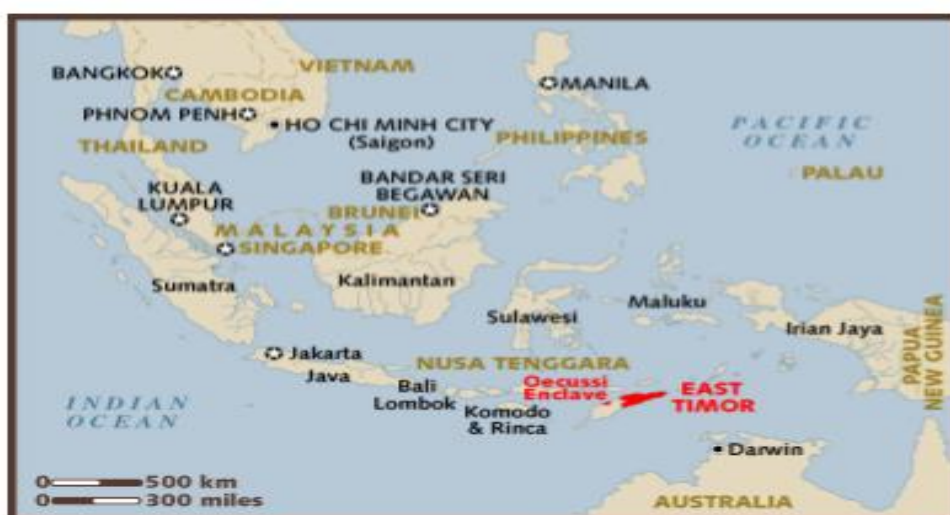 VIETNAM
BANGKOK
MANILA
CAMBODIA
PHNOM PENH
HO CHI MINH CITY
(Saigon)
PHILIPPINES
PACIFIC
OCEAN
THAILAND
PALAU
KUALA
LUMPUR
BANDAR SERI
BEGAWAN
BRUNEI
MALAYSIA
SINGAPORE
Sumatra
Kalimantan
Sulawesi
Maluku
Irian Jaya
PAPUA
NEW GUINEA
Jakarta
Java
NUSA TENGGARA
Bali
Lombok
Komodo
& Rinca
Oecussi
Enclave
EAST
TIMOR
INDIAN
OCEAN
Darwin
0 500 km
0 300 miles
AUSTRALIA